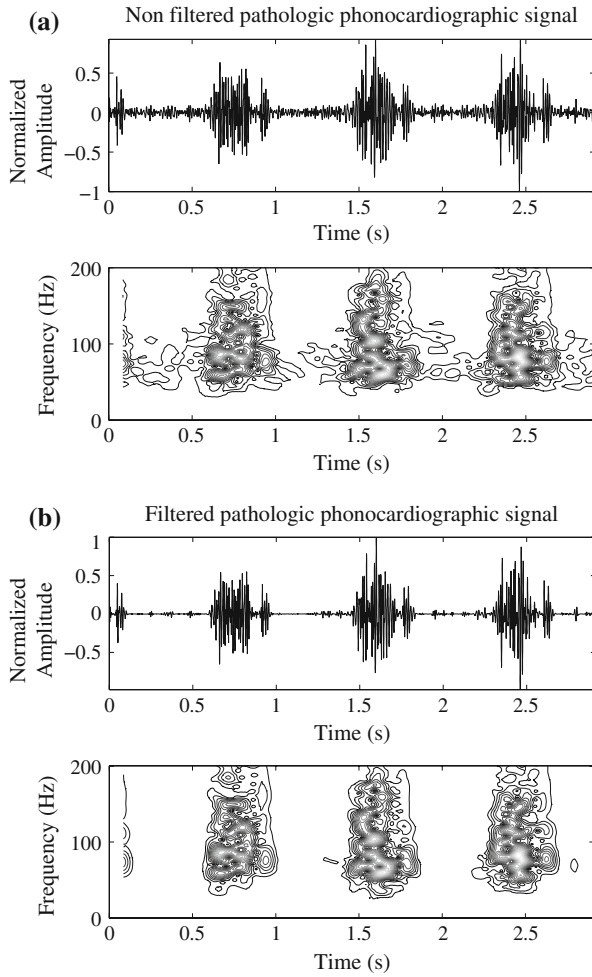 (a) Non filtered pathologic phonocardiographic signal
Normalized
Amplitude
0.5
0
−0.5
−1
0 0.5 1 1.5 2 2.5
Time (s)
Frequency (Hz)
200
100
0
0 0.5 1 1.5 2 2.5
Time (s)
(b) Filtered pathologic phonocardiographic signal
Normalized
Amplitude
1
0.5
0
−0.5
0 0.5 1 1.5 2 2.5
Time (s)
Frequency (Hz)
200
100
0
0 0.5 1 1.5 2 2.5
Time (s)